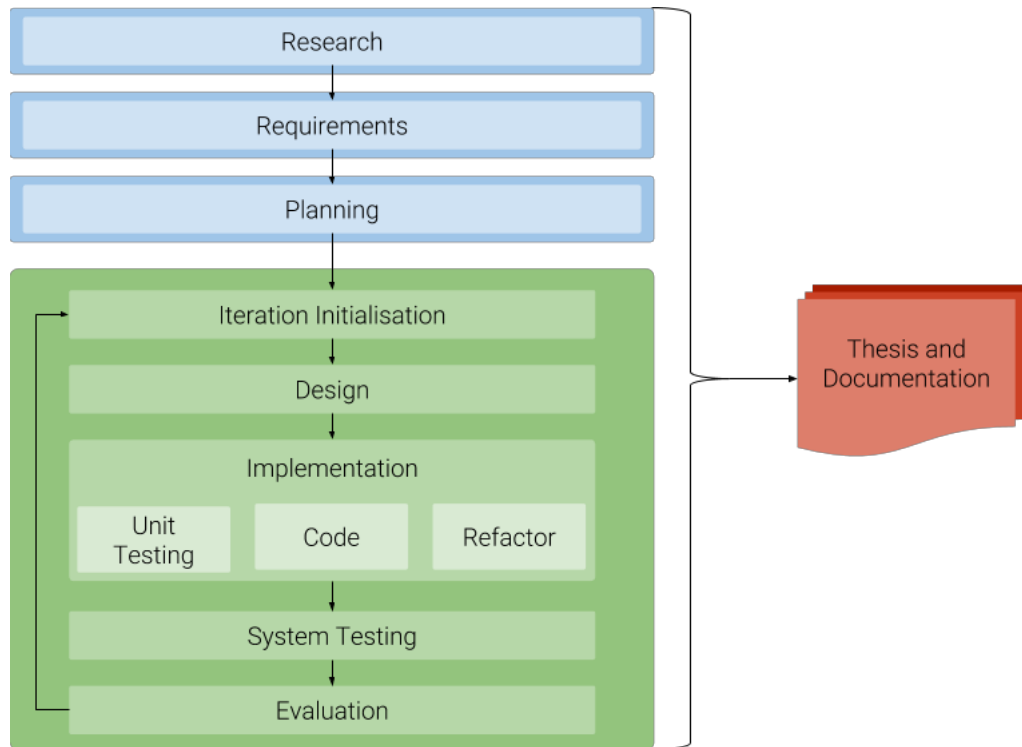 Research
Requirements
Planning
Iteration Initialisation
Design
Implementation
Unit
Testing
Code
Refactor
System Testing
Evaluation
Thesis and
Documentation